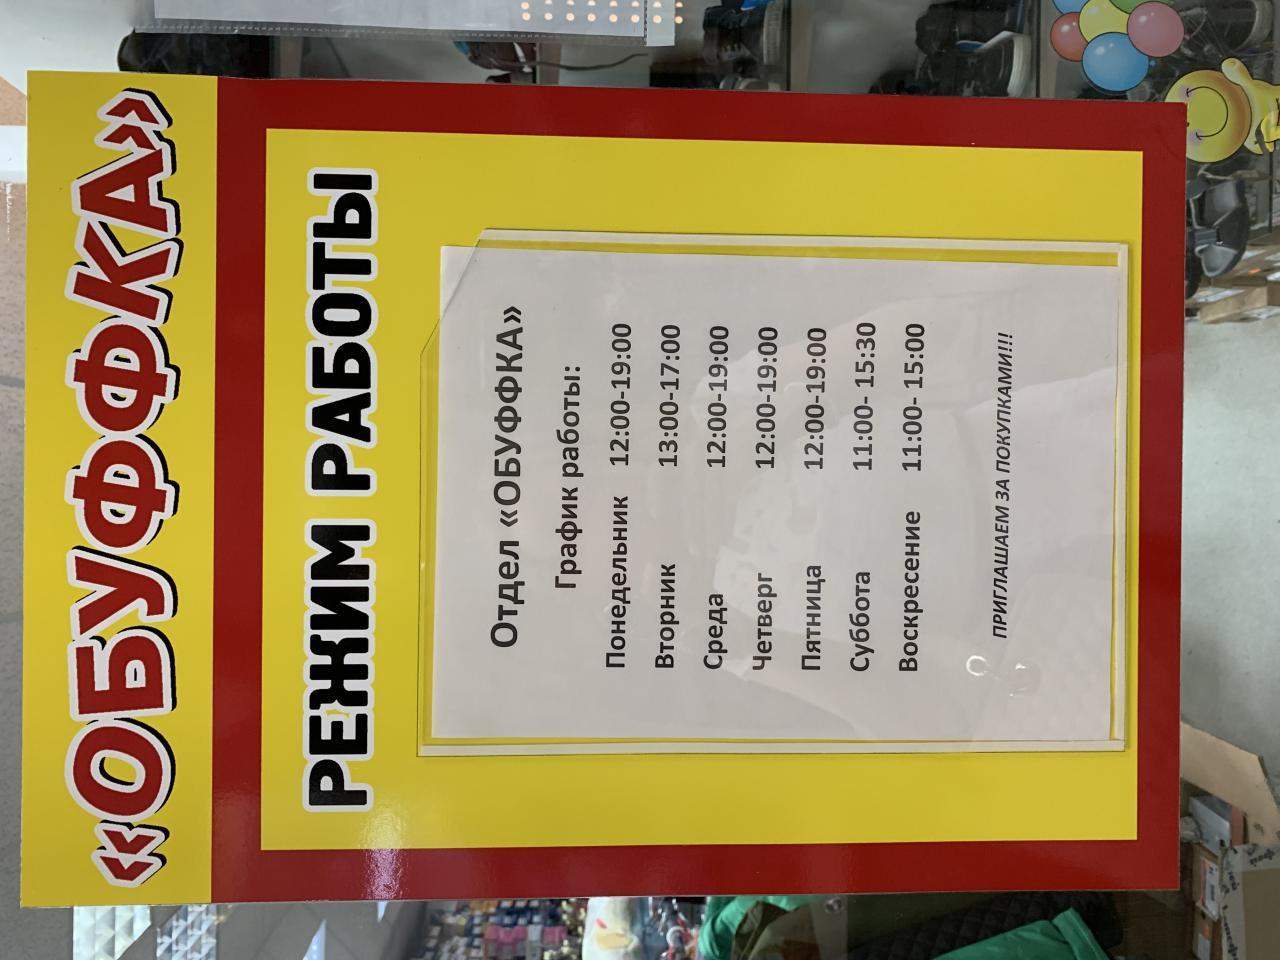 «ОБУФФКА»
РЕЖИМ РАБОТЫ
Отдел «ОБУФФКА»
График работы:
Понедельник 12:00-19:00
Вторник 13:00-17:00
Среда 12:00-19:00
Четверг 12:00-19:00
Пятница 12:00-19:00
Суббота 11:00- 15:30
Воскресение 11:00- 15:00
ПРИГЛАШАЕМ ЗА ПОКУПКАМИ!!!